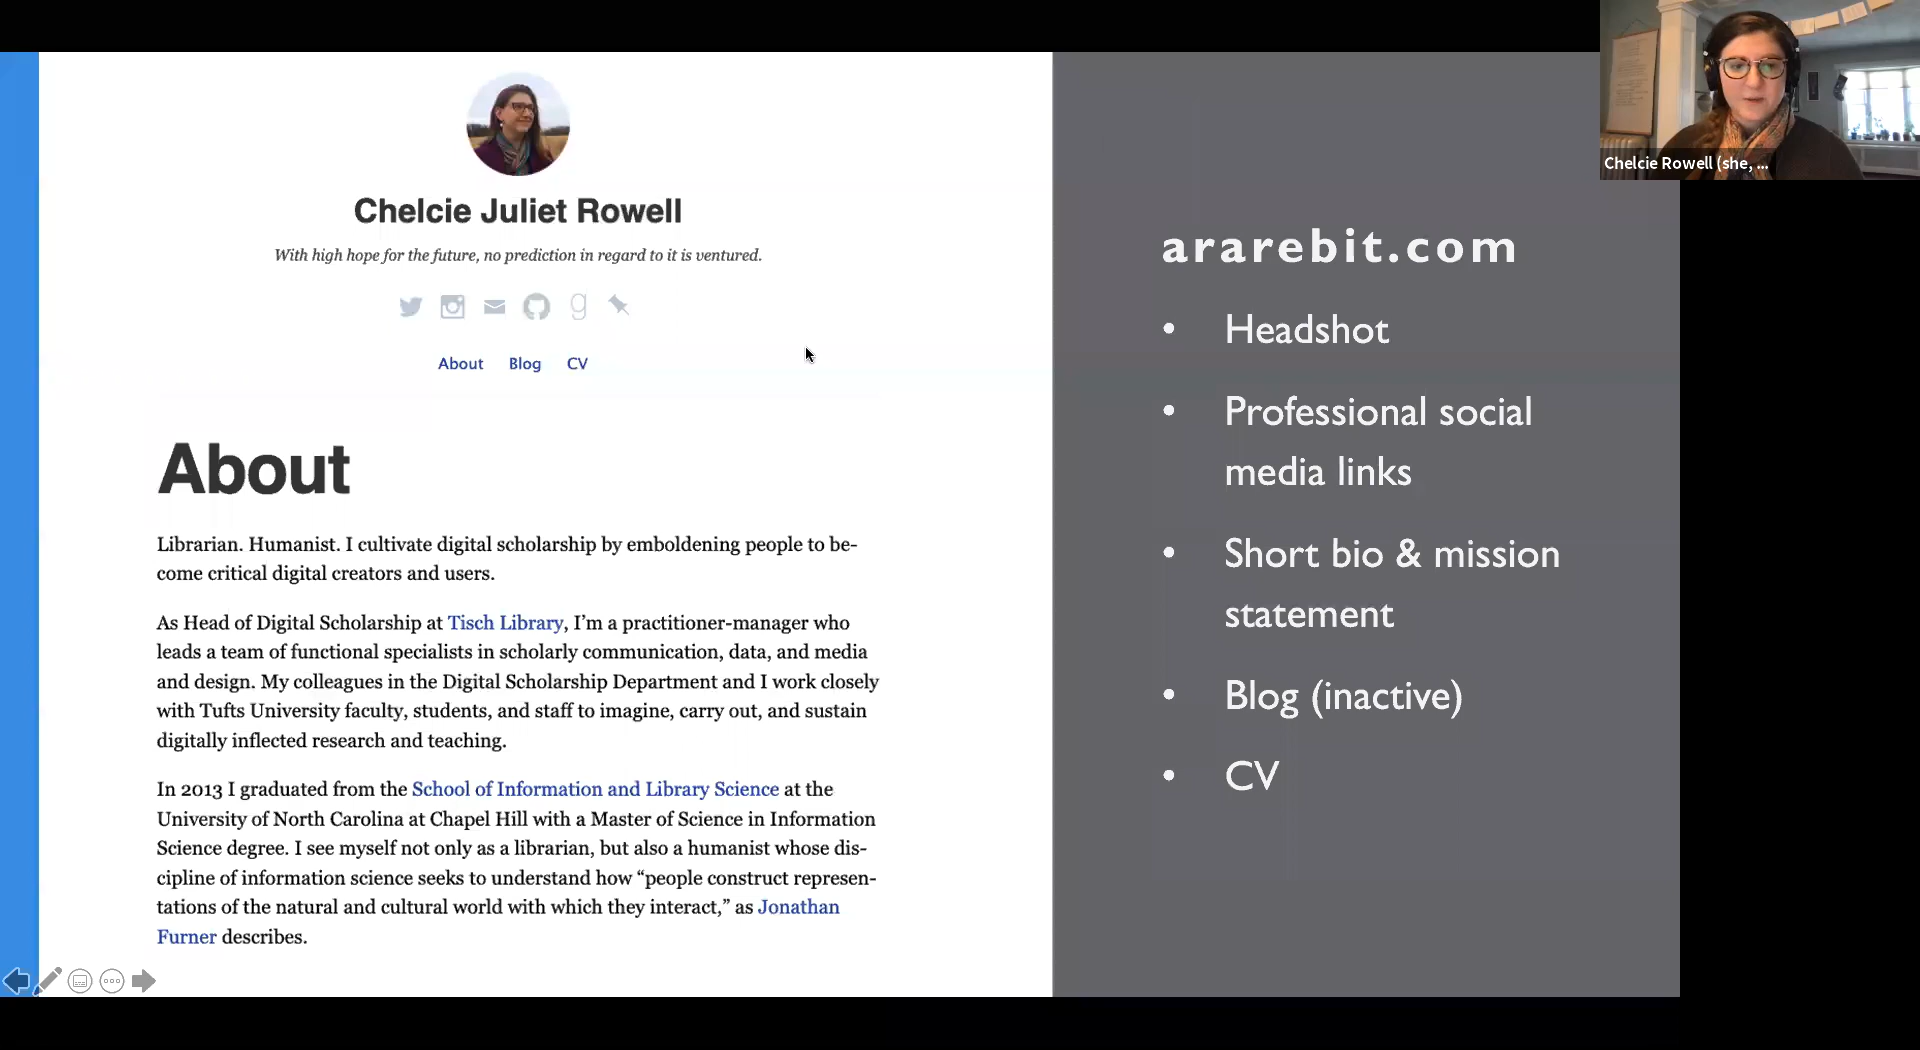 Chelcie Juliet Rowell
With high hope for the future, no prediction in regard to it is ventured.
About Blog CV
About
Librarian. Humanist. I cultivate digital scholarship by emboldening people to be-
come critical digital creators and users.
As Head of Digital Scholarship at Tisch Library, I’m a practitioner-manager who
leads a team of functional specialists in scholarly communication, data, and media
and design. My colleagues in the Digital Scholarship Department and I work closely
with Tufts University faculty, students, and staff to imagine, carry out, and sustain
digitally inflected research and teaching.
In 2013 I graduated from the School of Information and Library Science at the
University of North Carolina at Chapel Hill with a Master of Science in Information
Science degree. I see myself not only as a librarian, but also a humanist whose dis-
cipline of information science seeks to understand how “people construct represen-
tations of the natural and cultural world with which they interact,” as Jonathan
Furner describes.
ararebit.com
• Headshot
• Professional social
media links
• Short bio & mission
statement
• Blog (inactive)
• CV
Chelcie Rowell (she, ...